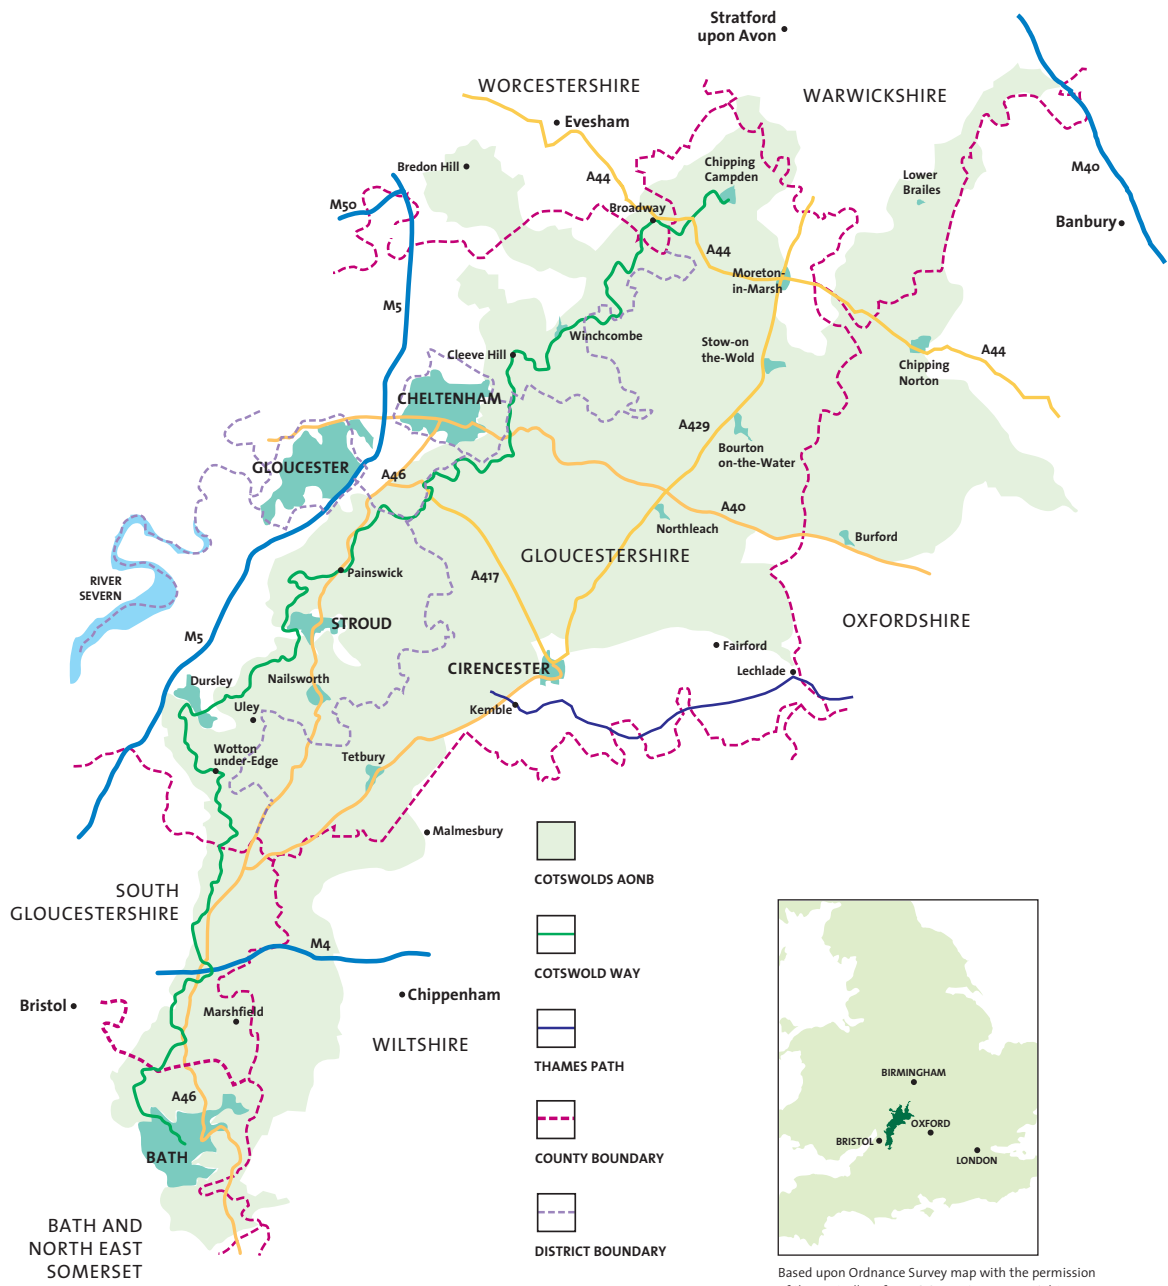 Stratford
upon Avon
WORCESTERSHIRE
WARWICKSHIRE
Evesham
Bredon Hill
A44
Chipping
Campden
Lower
Brailes
M40
M50
Broadway
Banbury
A44
Moreton-
in-Marsh
M5
Winchcombe
Stow-on
the-Wold
Cleeve Hill
A44
Chipping
Norton
CHELTENHAM
A429
Bourton
on-the-Water
GLOUCESTER
A46
A40
Northleach
Burford
GLOUCESTERSHIRE
RIVER
SEVERN
Painswick
A417
STROUD
OXFORDSHIRE
M5
Fairford
CIRENCESTER
Lechlade
Dursley
Nailsworth
Uley
Kemble
Wotton
under-Edge
Tetbury
Malmesbury
COTSWOLDS AONB
SOUTH
GLOUCESTERSHIRE
M4
COTSWOLD WAY
Bristol
Chippenham
Marshfield
WILTSHIRE
THAMES PATH
A46
BATH
COUNTY BOUNDARY
BATH AND
NORTH EAST
SOMERSET
DISTRICT BOUNDARY
BIRMINGHAM
OXFORD
BRISTOL
LONDON
Based upon Ordnance Survey map with the permission